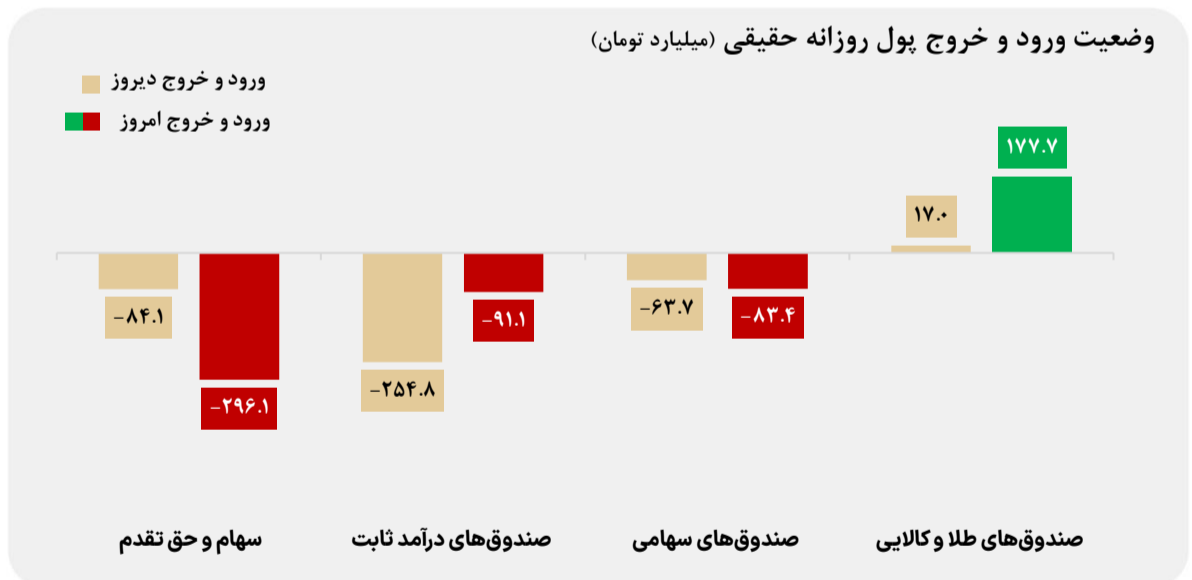 وضعیت ورود و خروج پول روزانه حقیقی (میلیارد تومان)
ورود و خروج دیروز
ورود و خروج امروز
۱۷۷.۷
۱۷.۰
-۶۳.۷
-۸۳.۴
-۲۵۴.۸
-۹۱.۱
-۸۴.۱
-۲۹۶.۱
صندوق‌های طلا و کالایی
صندوق‌های سهامی
صندوق‌های درآمد ثابت
سهام و حق تقدم